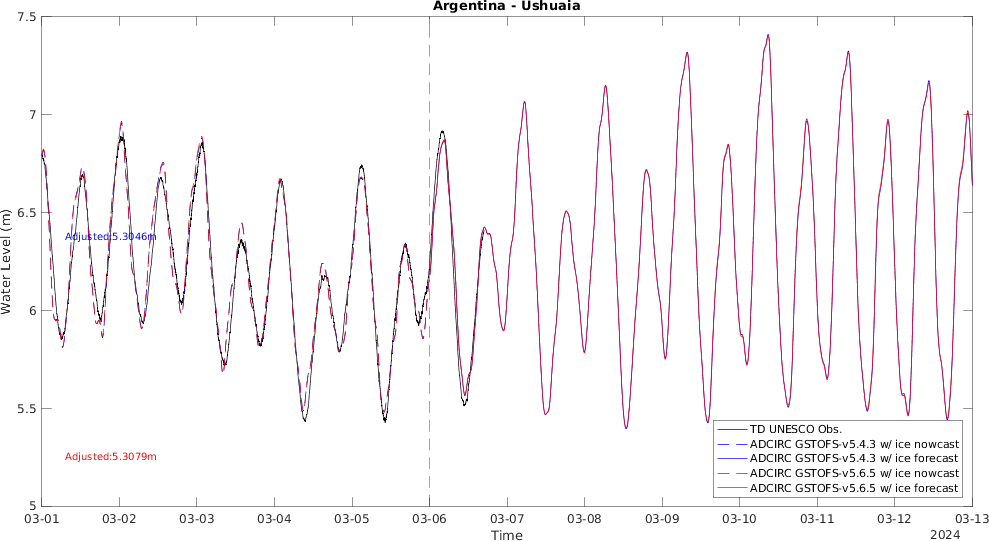 Argentina - Ushuaia
7.5
7
6.5
6
5.5
5
Water Level (m)
Adjusted:5.3046m
Adjusted:5.3079m
TD UNESCO Obs.
ADCIRC GSTOFS-v5.4.3 w/ ice nowcast
ADCIRC GSTOFS-v5.4.3 w/ ice forecast
ADCIRC GSTOFS-v5.6.5 w/ ice nowcast
ADCIRC GSTOFS-v5.6.5 w/ ice forecast
03-01 03-02 03-03 03-04 03-05 03-06 03-07 03-08 03-09 03-10 03-11 03-12 03-13
Time
2024